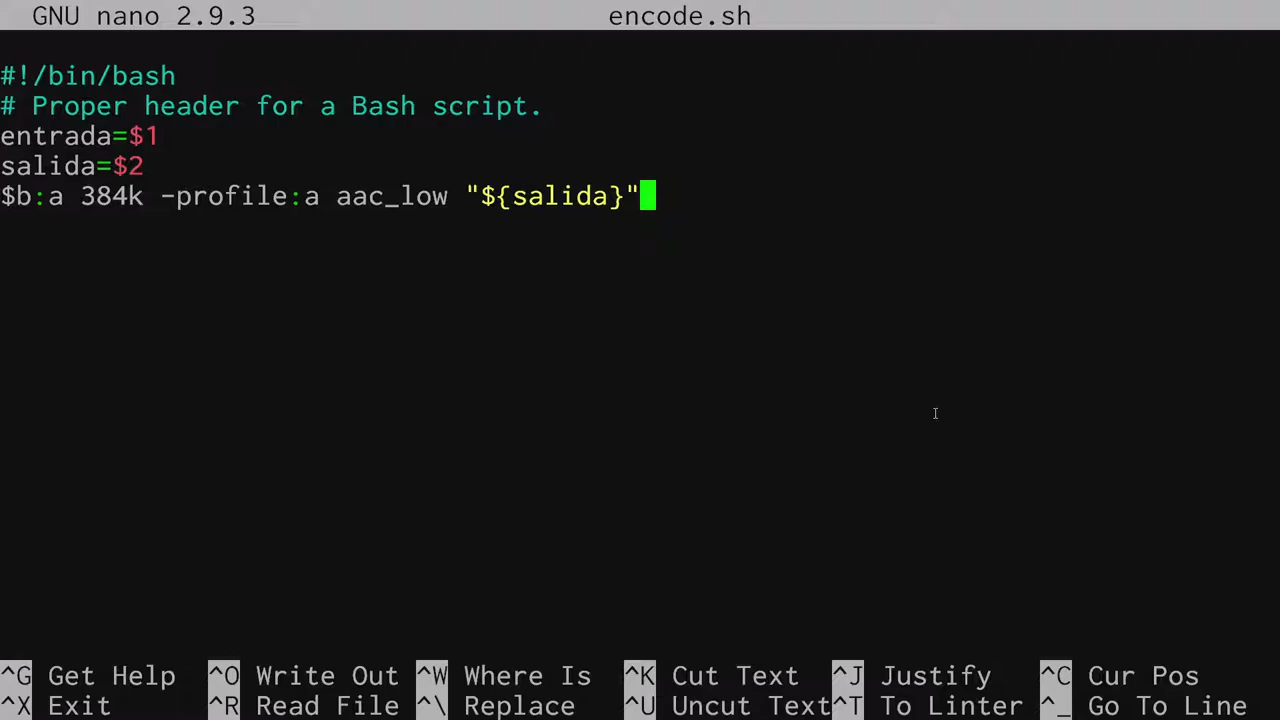 GNU nano 2.9.3 encode.sh
#!/bin/bash
# Proper header for a Bash script.
entrada=$1
salida=$2
$b:a 384k -profile:a aac_low "${salida}"
^G Get Help ^O Write Out ^W Where Is ^K Cut Text ^J Justify ^C Cur Pos
^X Exit ^R Read File ^\ Replace ^U Uncut Text^T To Linter ^_ Go To Line